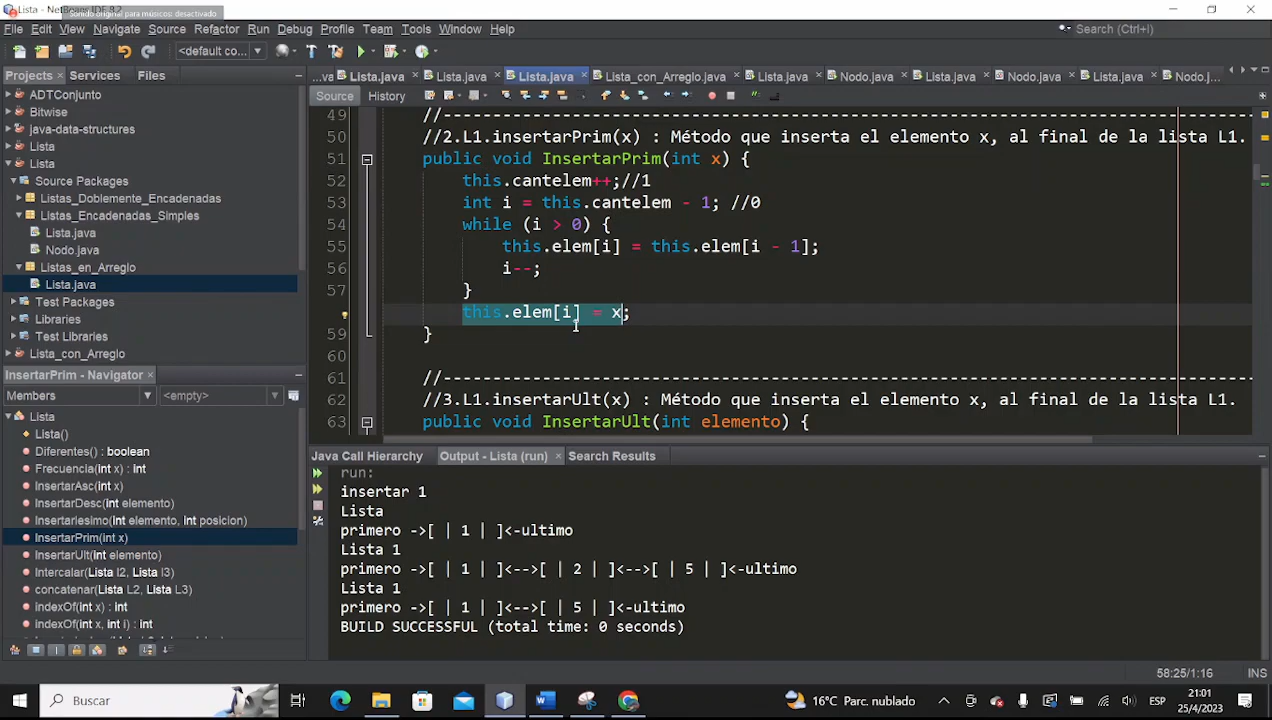 Lista - NetBeans IDE 8.2
Sonido original para músicos: desactivado
File Edit View Navigate Source Refactor Run Debug Profile Team Tools Window Help
Search (Ctrl+I)
<default co...
Projects Services Files
...va Lista.java Lista.java Lista.java Lista_con_Arreglo.java Lista.java Nodo.java Lista.java Nodo.java Lista.java Nodo.j...
Source History
ADTConjunto
Bitwise
java-data-structures
Lista
Lista
Source Packages
Listas_Doblemente_Encadenadas
Listas_Encadenadas_Simples
Lista.java
Nodo.java
Listas_en_Arreglo
Lista.java
Test Packages
Libraries
Test Libraries
Lista_con_Arreglo
49 //---------------------------------------------------------------------------------
50 //2.L1.insertarPrim(x) : Método que inserta el elemento x, al final de la lista L1.
51 public void InsertarPrim(int x) {
52 this.cantelem++;//1
53 int i = this.cantelem - 1; //0
54 while (i > 0) {
55 this.elem[i] = this.elem[i - 1];
56 i--;
57 }
this.elem[i] = x;
59 }
60
61 //---------------------------------------------------------------------------------
62 //3.L1.insertarUlt(x) : Método que inserta el elemento x, al final de la lista L1.
63 public void InsertarUlt(int elemento) {
InsertarPrim - Navigator
Members <empty>
Lista
Lista()
Diferentes() : boolean
Frecuencia(int x) : int
InsertarAsc(int x)
InsertarDesc(int elemento)
InsertarIesimo(int elemento, int posicion)
InsertarPrim(int x)
InsertarUlt(int elemento)
Intercalar(Lista l2, Lista l3)
concatenar(Lista L2, Lista L3)
indexOf(int x) : int
indexOf(int x, int i) : int
Java Call Hierarchy Output - Lista (run) Search Results
run:
insertar 1
Lista
primero ->[ | 1 | ]<-ultimo
Lista 1
primero ->[ | 1 | ]<-->[ | 2 | ]<-->[ | 5 | ]<-ultimo
Lista 1
primero ->[ | 1 | ]<-->[ | 5 | ]<-ultimo
BUILD SUCCESSFUL (total time: 0 seconds)
58:25/1:16 INS
Buscar
16°C Parc. nublado
ESP
21:01
25/4/2023